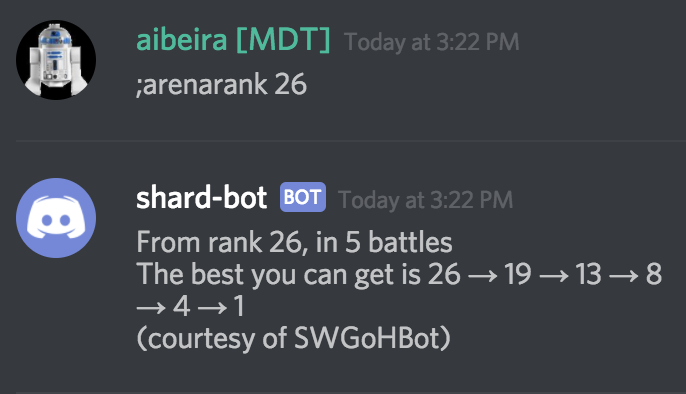 aibeira [MDT] Today at 3:22 PM
;arenarank 26
shard-bot BOT Today at 3:22 PM
From rank 26, in 5 battles
The best you can get is 26 → 19 → 13 → 8
→ 4 → 1
(courtesy of SWGoHBot)